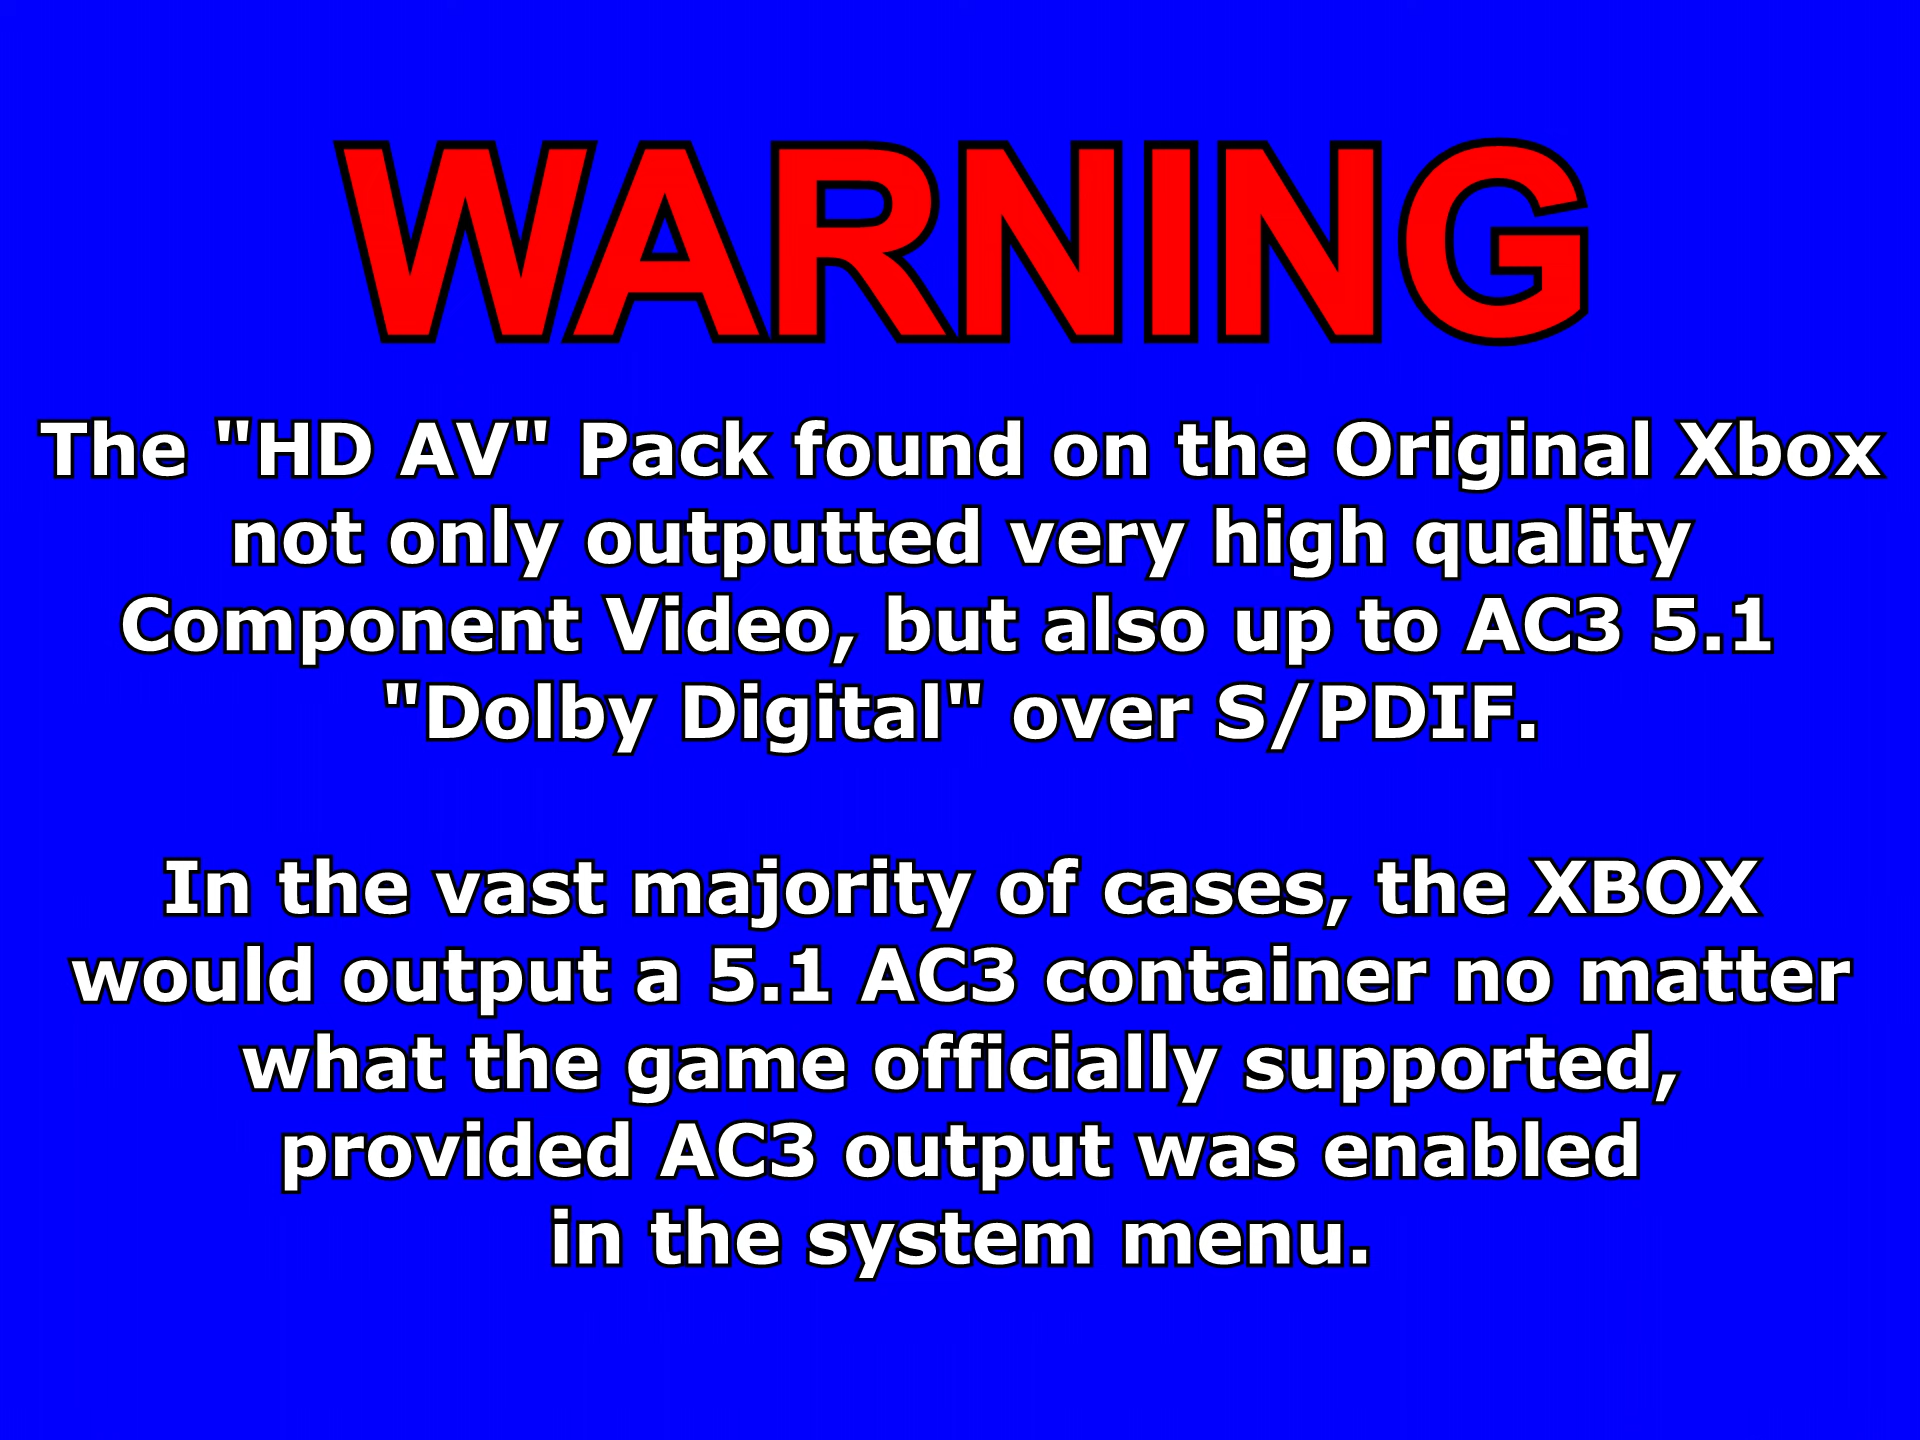 WARNING
The "HD AV" Pack found on the Original Xbox
not only outputted very high quality
Component Video, but also up to AC3 5.1
"Dolby Digital" over S/PDIF.
In the vast majority of cases, the XBOX
would output a 5.1 AC3 container no matter
what the game officially supported,
provided AC3 output was enabled
in the system menu.